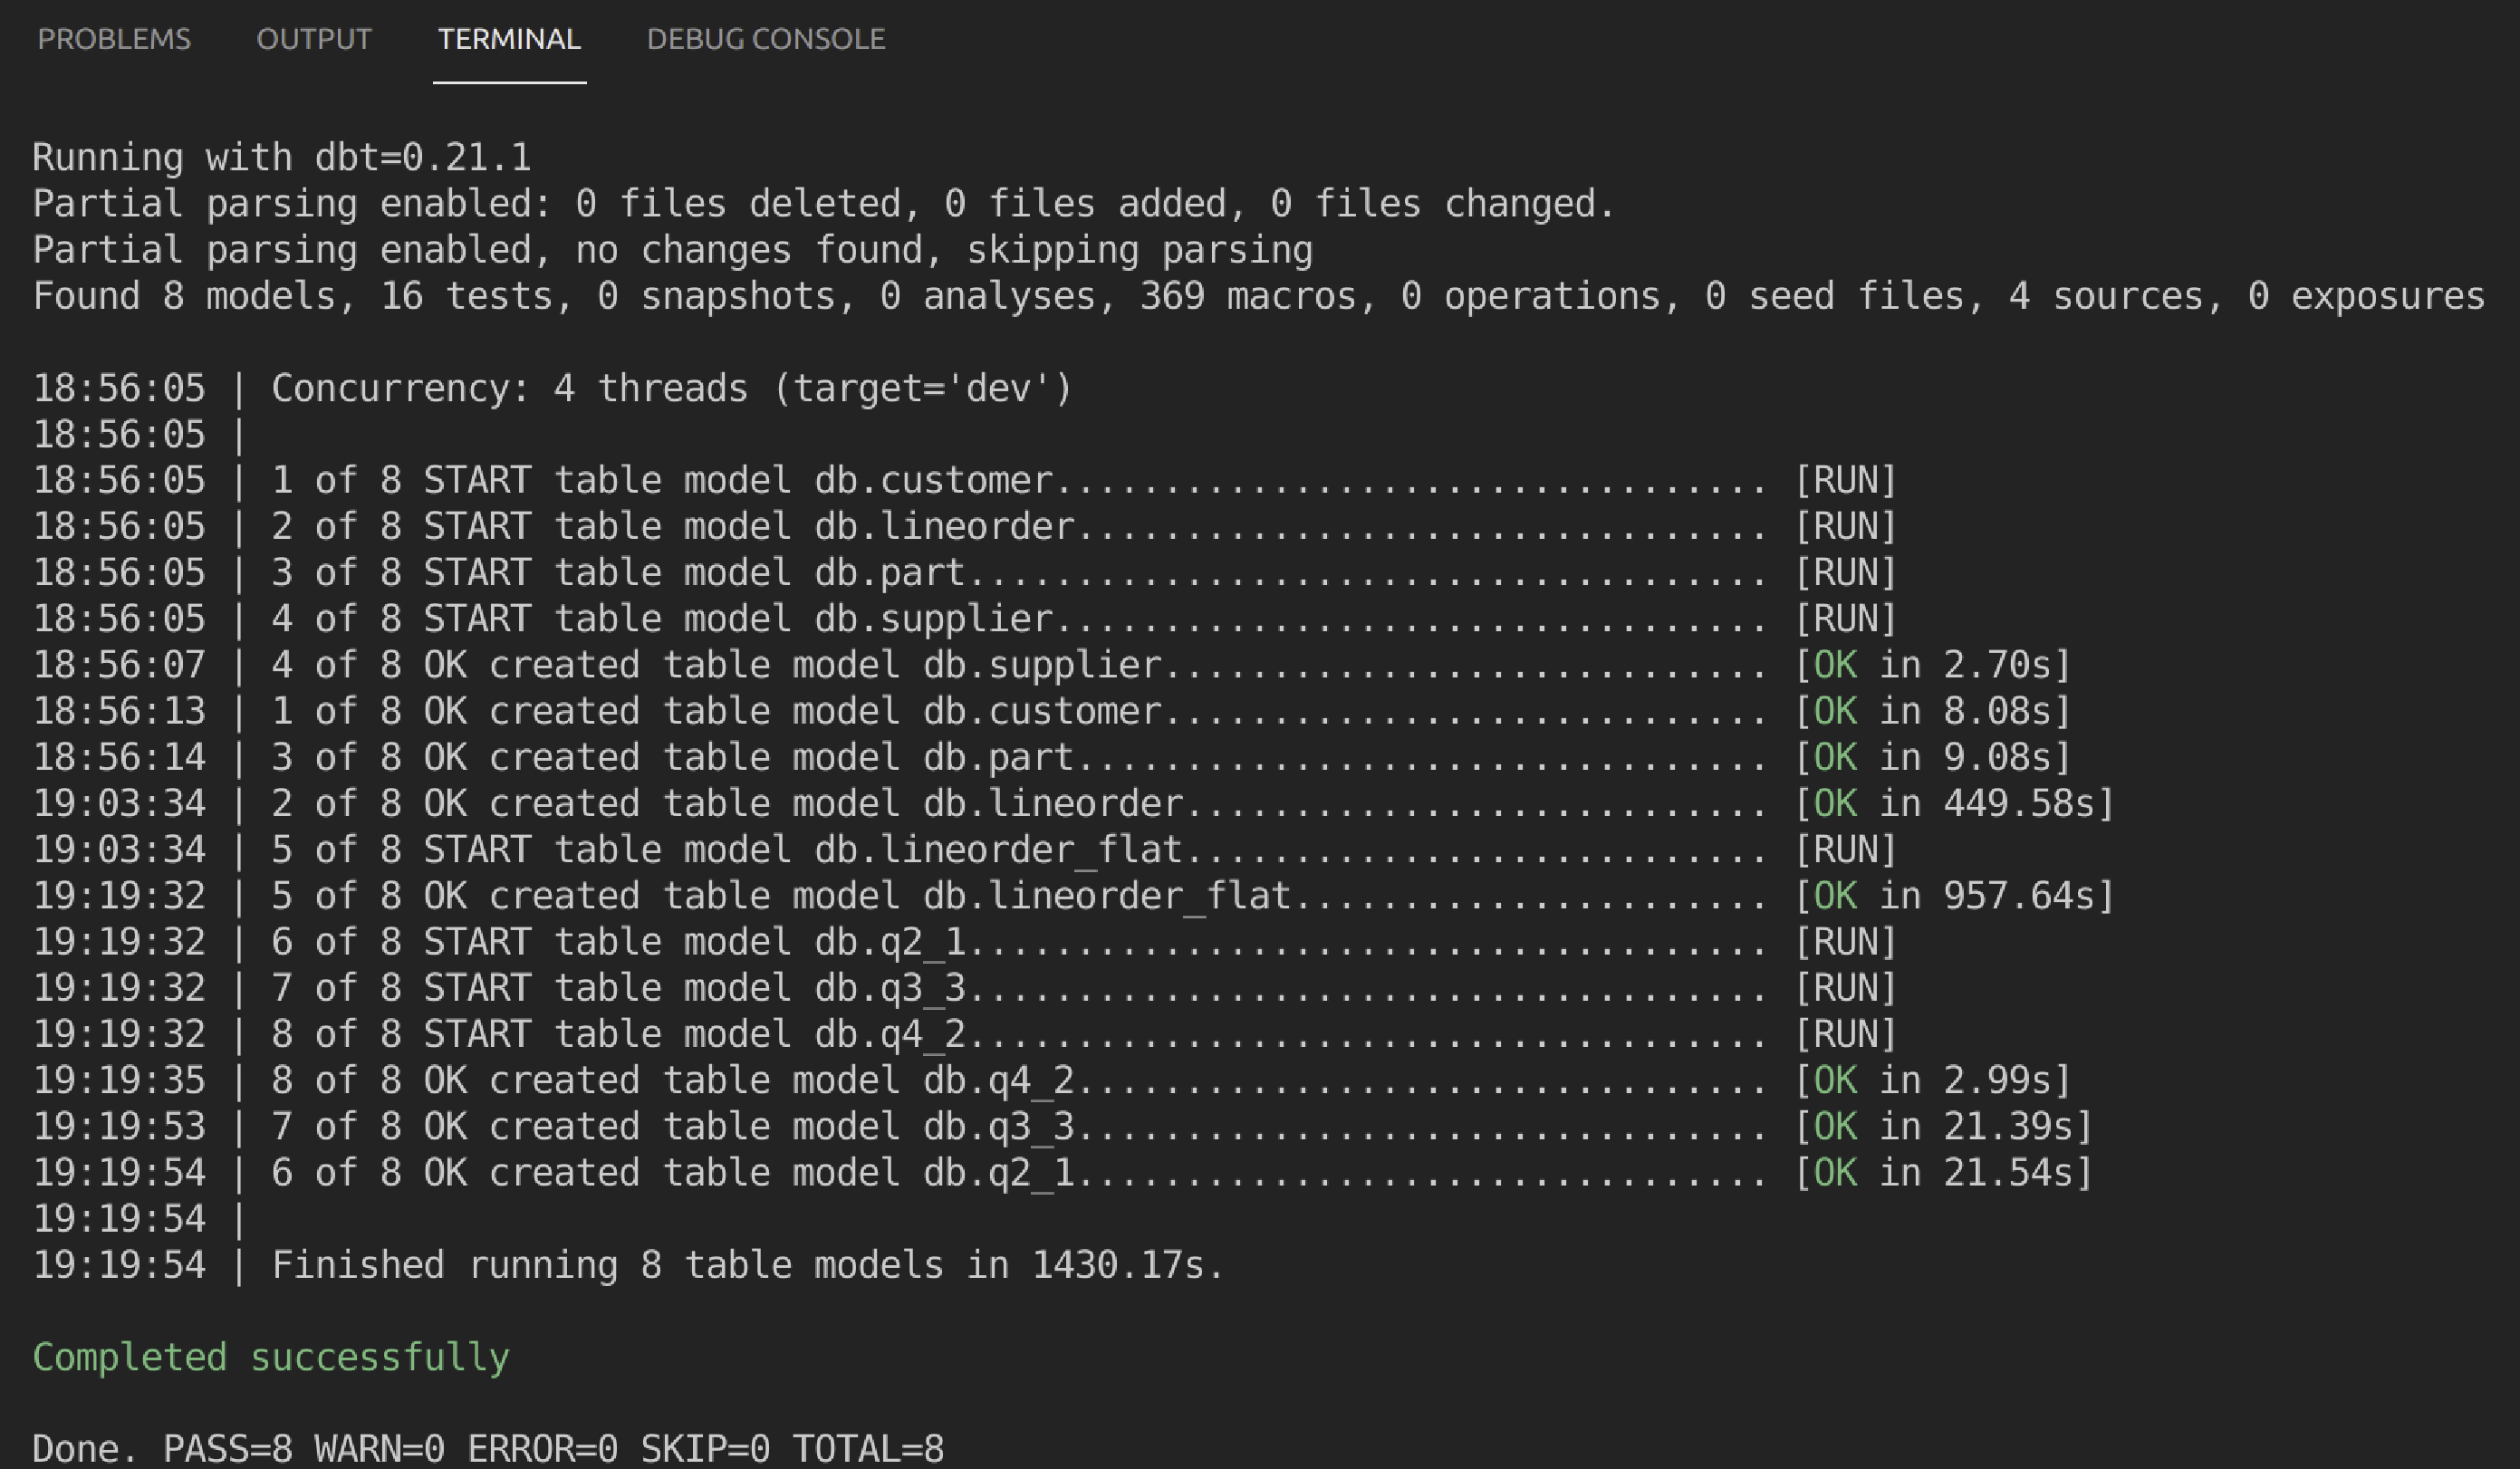 PROBLEMS OUTPUT TERMINAL DEBUG CONSOLE
Running with dbt=0.21.1
Partial parsing enabled: 0 files deleted, 0 files added, 0 files changed.
Partial parsing enabled, no changes found, skipping parsing
Found 8 models, 16 tests, 0 snapshots, 0 analyses, 369 macros, 0 operations, 0 seed files, 4 sources, 0 exposures
18:56:05 | Concurrency: 4 threads (target='dev')
18:56:05 |
18:56:05 | 1 of 8 START table model db.customer................................. [RUN]
18:56:05 | 2 of 8 START table model db.lineorder................................ [RUN]
18:56:05 | 3 of 8 START table model db.part..................................... [RUN]
18:56:05 | 4 of 8 START table model db.supplier................................. [RUN]
18:56:07 | 4 of 8 OK created table model db.supplier............................ [OK in 2.70s]
18:56:13 | 1 of 8 OK created table model db.customer............................ [OK in 8.08s]
18:56:14 | 3 of 8 OK created table model db.part................................ [OK in 9.08s]
19:03:34 | 2 of 8 OK created table model db.lineorder........................... [OK in 449.58s]
19:03:34 | 5 of 8 START table model db.lineorder_flat........................... [RUN]
19:19:32 | 5 of 8 OK created table model db.lineorder_flat...................... [OK in 957.64s]
19:19:32 | 6 of 8 START table model db.q2_1..................................... [RUN]
19:19:32 | 7 of 8 START table model db.q3_3..................................... [RUN]
19:19:32 | 8 of 8 START table model db.q4_2..................................... [RUN]
19:19:35 | 8 of 8 OK created table model db.q4_2................................ [OK in 2.99s]
19:19:53 | 7 of 8 OK created table model db.q3_3................................ [OK in 21.39s]
19:19:54 | 6 of 8 OK created table model db.q2_1................................ [OK in 21.54s]
19:19:54 |
19:19:54 | Finished running 8 table models in 1430.17s.
Completed successfully
Done. PASS=8 WARN=0 ERROR=0 SKIP=0 TOTAL=8